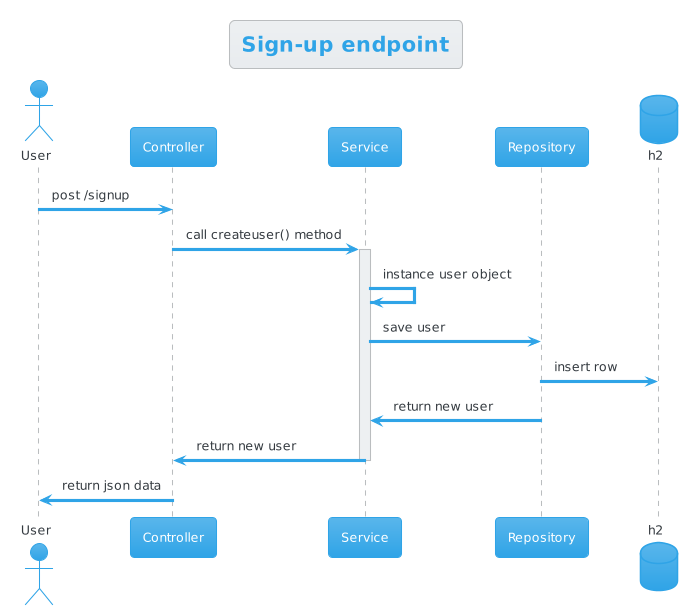 Sign-up endpoint
User
Controller
Service
Repository
h2
post /signup
call createuser() method
instance user object
save user
insert row
return new user
return new user
return json data
User
Controller
Service
Repository
h2